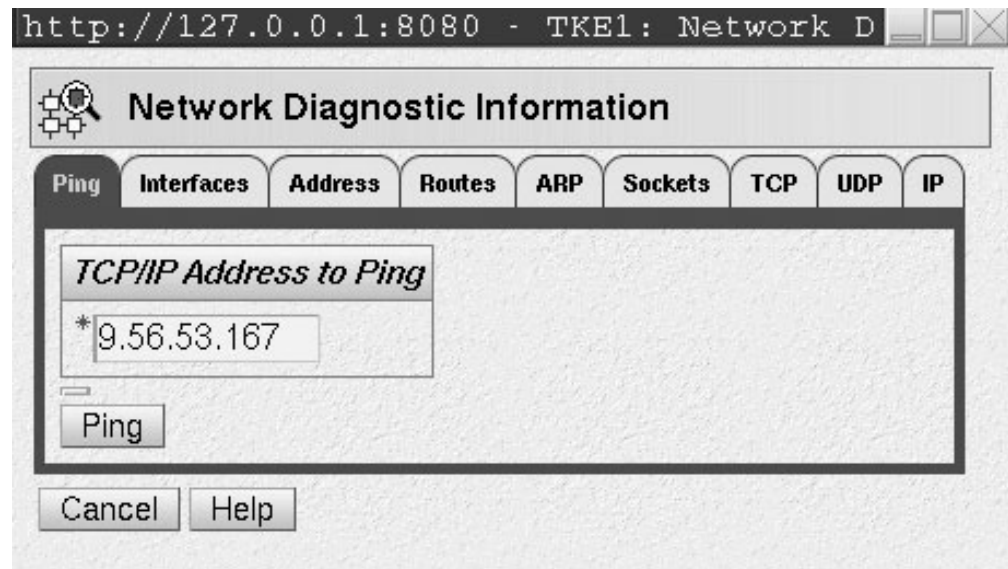 http://127.0.0.1:8080 - TKE1: Network D
Network Diagnostic Information
Ping Interfaces Address Routes ARP Sockets TCP UDP IP
TCP/IP Address to Ping
*9.56.53.167
Ping
Cancel Help